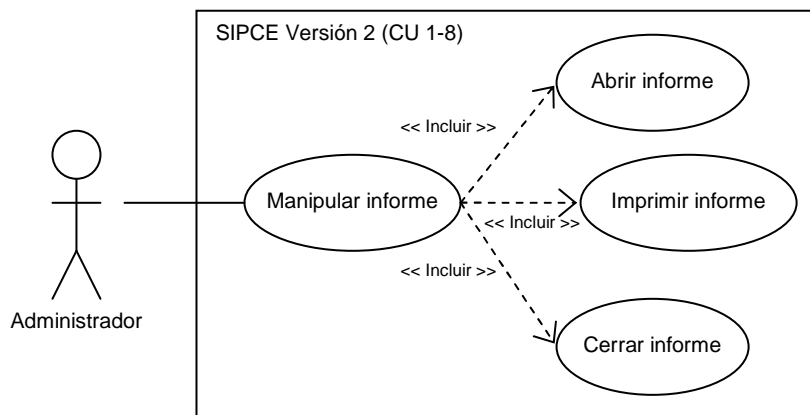 SIPCE Versión 2 (CU 1-8)
Abrir informe
<< Incluir >>
Manipular informe
Imprimir informe
<< Incluir >>
<< Incluir >>
Administrador
Cerrar informe